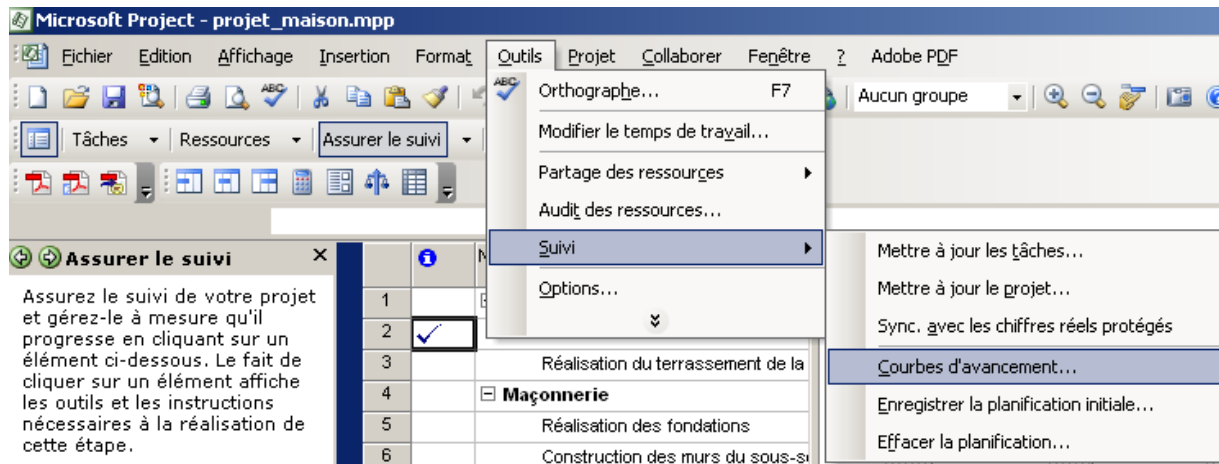 Microsoft Project - projet_maison.mpp
Fichier Edition Affichage Insertion Format Outils Projet Collaborer Fenêtre ? Adobe PDF
ABC
ABC Orthographe... F7
Aucun groupe
Tâches Ressources Assurer le suivi
Modifier le temps de travail...
Partage des ressources
Audit des ressources...
Suivi
Options...
Mettre à jour les tâches...
Mettre à jour le projet...
Sync. avec les chiffres réels protégés
Courbes d'avancement...
Enregistrer la planification initiale...
Effacer la planification...
Assurer le suivi
Assurez le suivi de votre projet
et gérez-le à mesure qu'il
progresse en cliquant sur un
élément ci-dessous. Le fait de
cliquer sur un élément affiche
les outils et les instructions
nécessaires à la réalisation de
cette étape.
1
2
3 Réalisation du terrassement de la
4 Maçonnerie
5 Réalisation des fondations
6 Construction des murs du sous-s